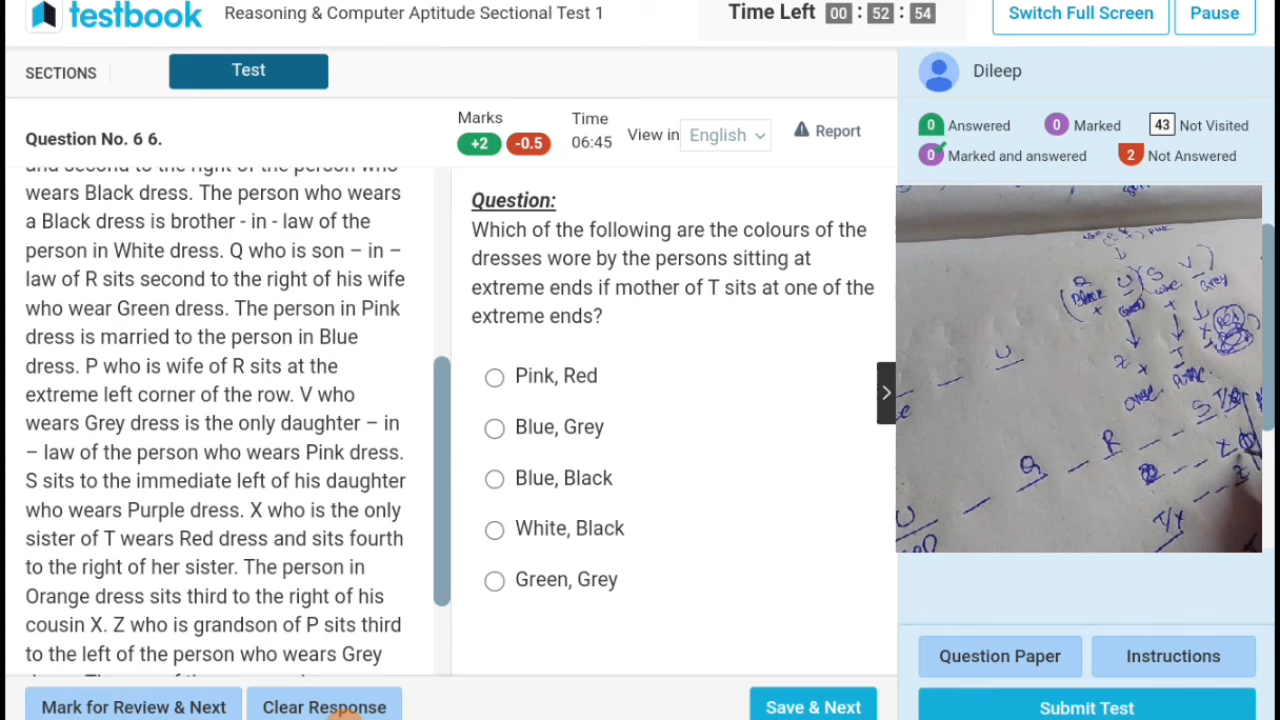 testbook
Reasoning & Computer Aptitude Sectional Test 1
Time Left 00 : 52 : 54
Switch Full Screen
Pause
SECTIONS
Test
Dileep
Question No. 6 6.
Marks
+2 -0.5
Time
06:45
View in English
Report
0 Answered
0 Marked
43 Not Visited
0 Marked and answered
2 Not Answered
and second to the right of the person who
wears Black dress. The person who wears
a Black dress is brother - in - law of the
person in White dress. Q who is son – in –
law of R sits second to the right of his wife
who wear Green dress. The person in Pink
dress is married to the person in Blue
dress. P who is wife of R sits at the
extreme left corner of the row. V who
wears Grey dress is the only daughter – in
– law of the person who wears Pink dress.
S sits to the immediate left of his daughter
who wears Purple dress. X who is the only
sister of T wears Red dress and sits fourth
to the right of her sister. The person in
Orange dress sits third to the right of his
cousin X. Z who is grandson of P sits third
to the left of the person who wears Grey
Question:
Which of the following are the colours of the
dresses wore by the persons sitting at
extreme ends if mother of T sits at one of the
extreme ends?
Pink, Red
Blue, Grey
Blue, Black
White, Black
Green, Grey
Q U S V
Black
Grey
Z T
U
Q R S
T/X
U
Mark for Review & Next
Clear Response
Save & Next
Question Paper
Instructions
Submit Test